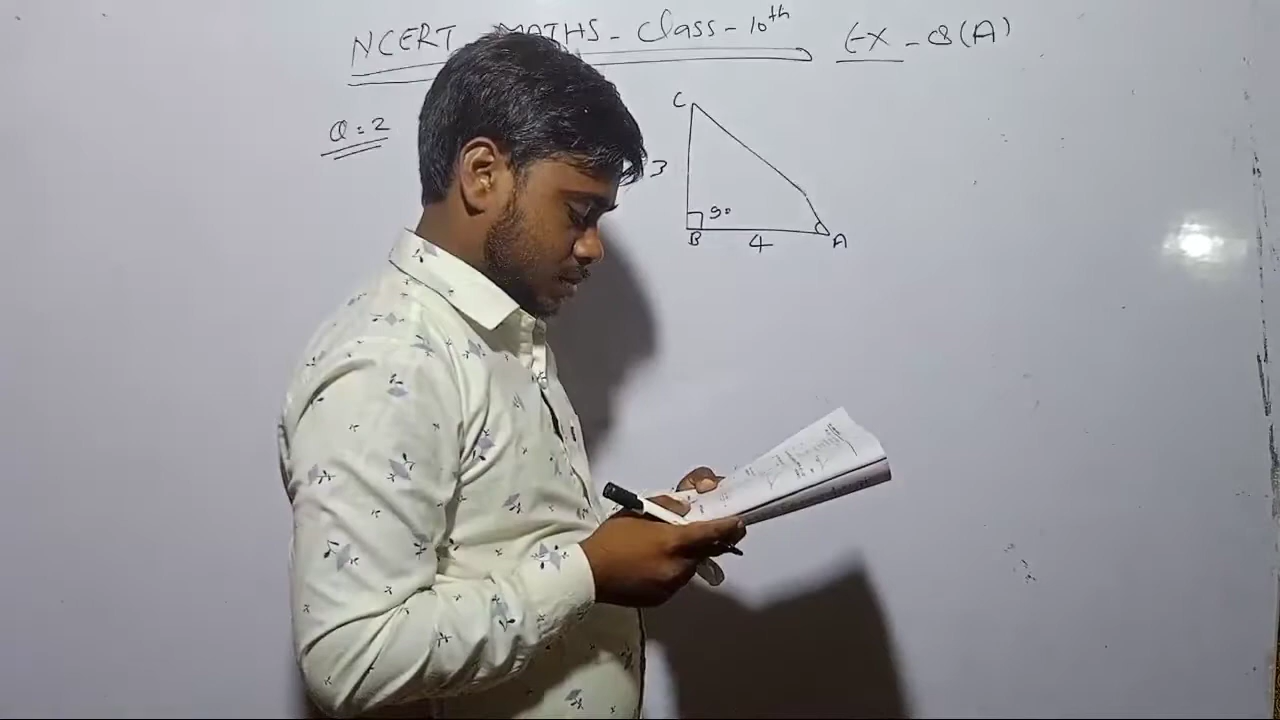 NCERT MATHS - Class - 10th Ex - 8(A)
Q = 2
C
3
90
B 4 A